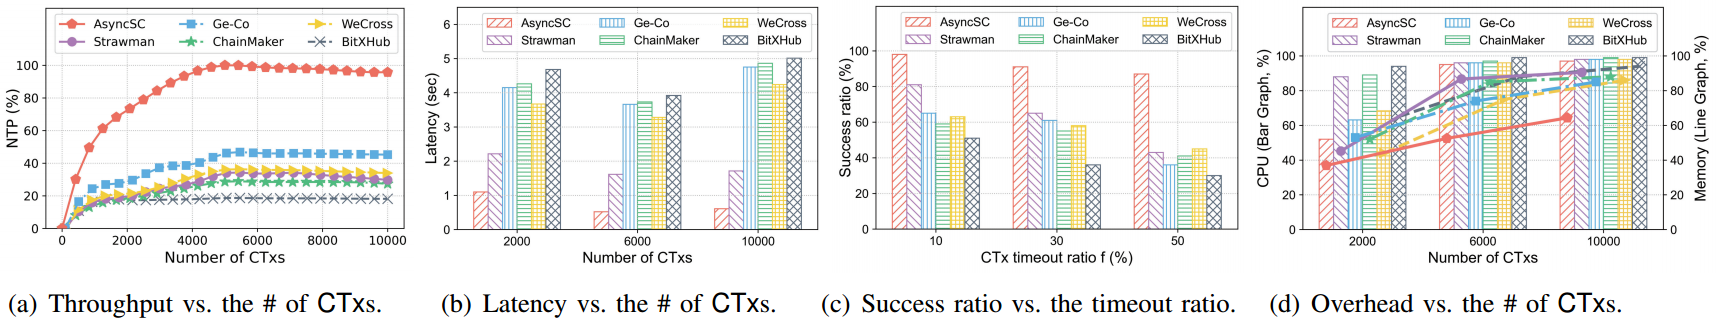 AsyncSC Ge-Co WeCross
Strawman ChainMaker BitXHub
NTP (%)
100
80
60
40
20
0
0 2000 4000 6000 8000 10000
Number of CTxs
(a) Throughput vs. the # of CTxs.
AsyncSC Ge-Co WeCross
Strawman ChainMaker BitXHub
Latency (sec)
6
5
4
3
2
1
0
2000 6000 10000
Number of CTxs
(b) Latency vs. the # of CTxs.
AsyncSC Ge-Co WeCross
Strawman ChainMaker BitXHub
Success ratio (%)
100
80
60
40
20
0
10 30 50
CTx timeout ratio f (%)
(c) Success ratio vs. the timeout ratio.
AsyncSC Ge-Co WeCross
Strawman ChainMaker BitXHub
CPU (Bar Graph, %)
100
80
60
40
20
0
2000 6000 10000
Number of CTxs
100
80
60
40
20
0
Memory (Line Graph, %)
(d) Overhead vs. the # of CTxs.